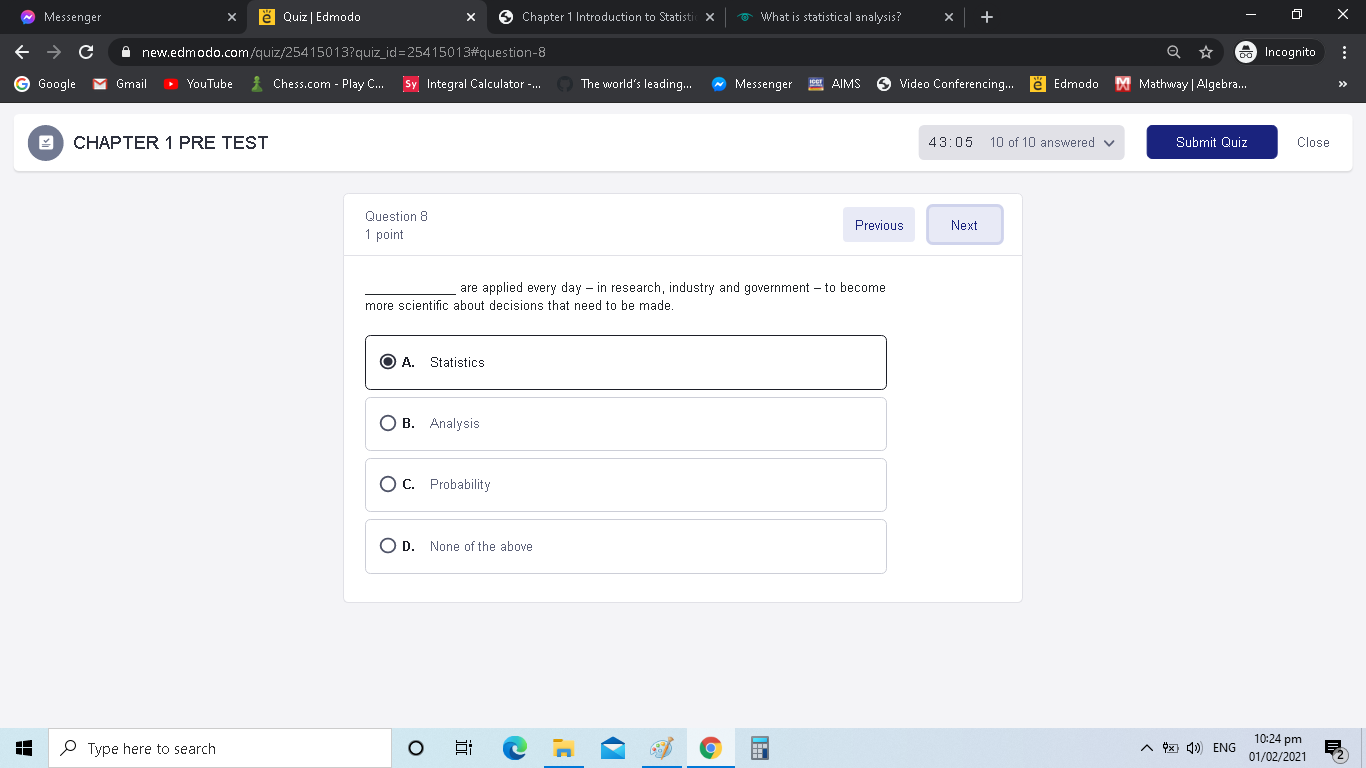 Messenger
Quiz | Edmodo
Chapter 1 Introduction to Statisti
What is statistical analysis?
new.edmodo.com/quiz/25415013?quiz_id=25415013#question-8
Incognito
Google
Gmail
YouTube
Chess.com - Play C...
Sy
Integral Calculator -...
The world's leading...
Messenger
AIMS
Video Conferencing...
Edmodo
Mathway | Algebra...
»
CHAPTER 1 PRE TEST
43:05 10 of 10 answered
Submit Quiz
Close
Question 8
1 point
Previous
Next
_____________ are applied every day – in research, industry and government – to become
more scientific about decisions that need to be made.
A. Statistics
B. Analysis
C. Probability
D. None of the above
Type here to search
ENG
10:24 pm
01/02/2021
2